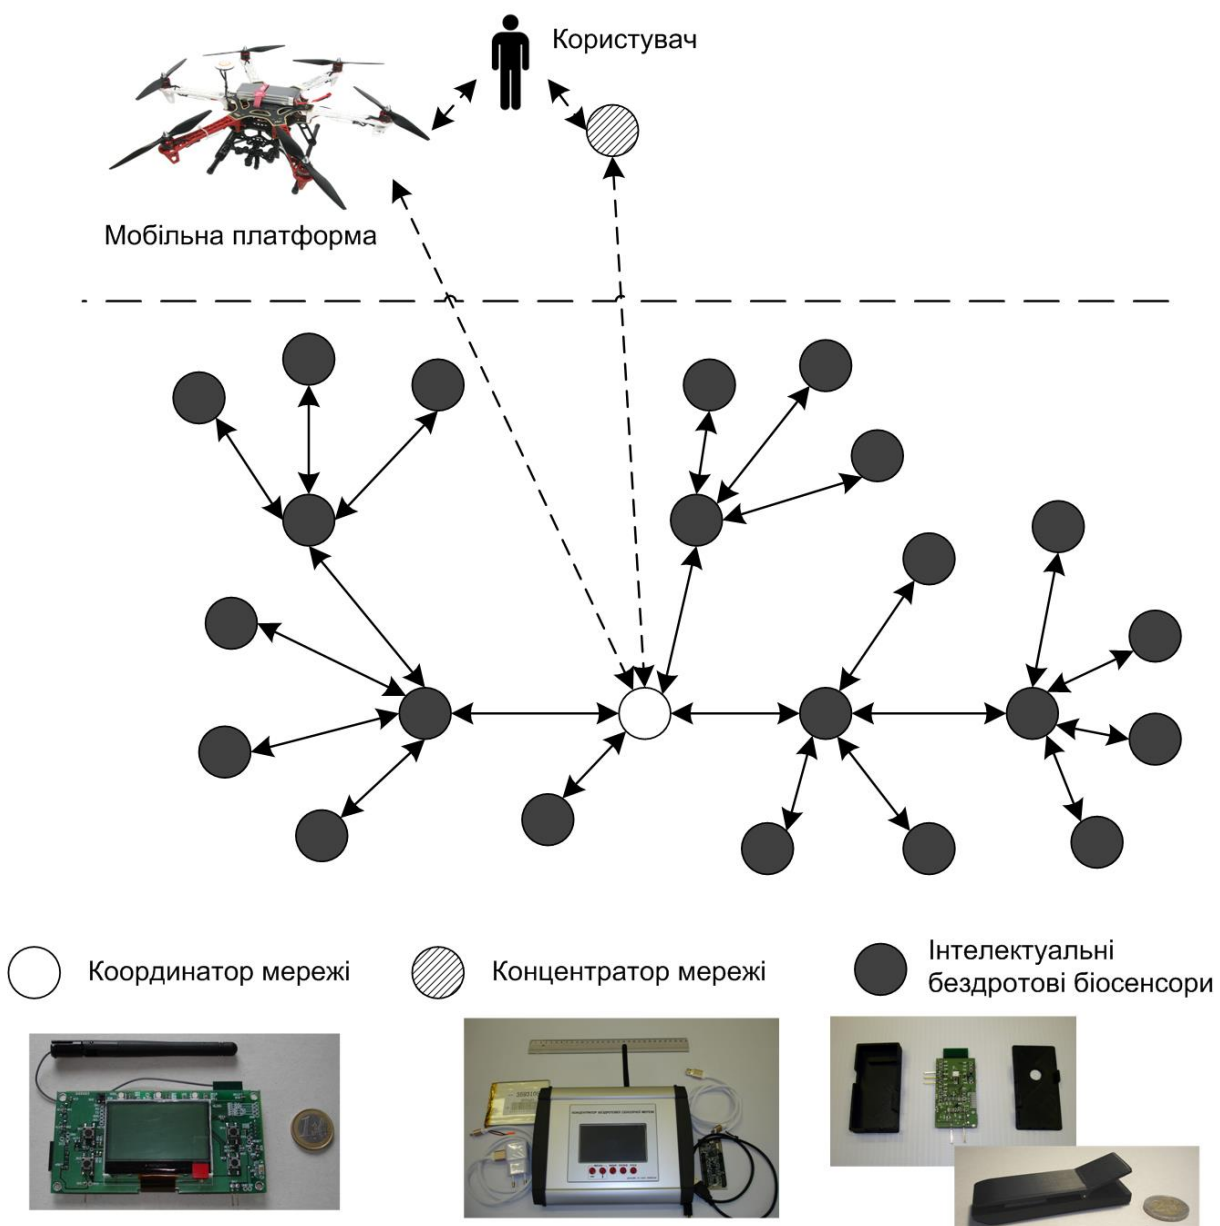 Користувач
Мобільна платформа
Координатор мережі
Концентратор мережі
Інтелектуальні
бездротові біосенсори